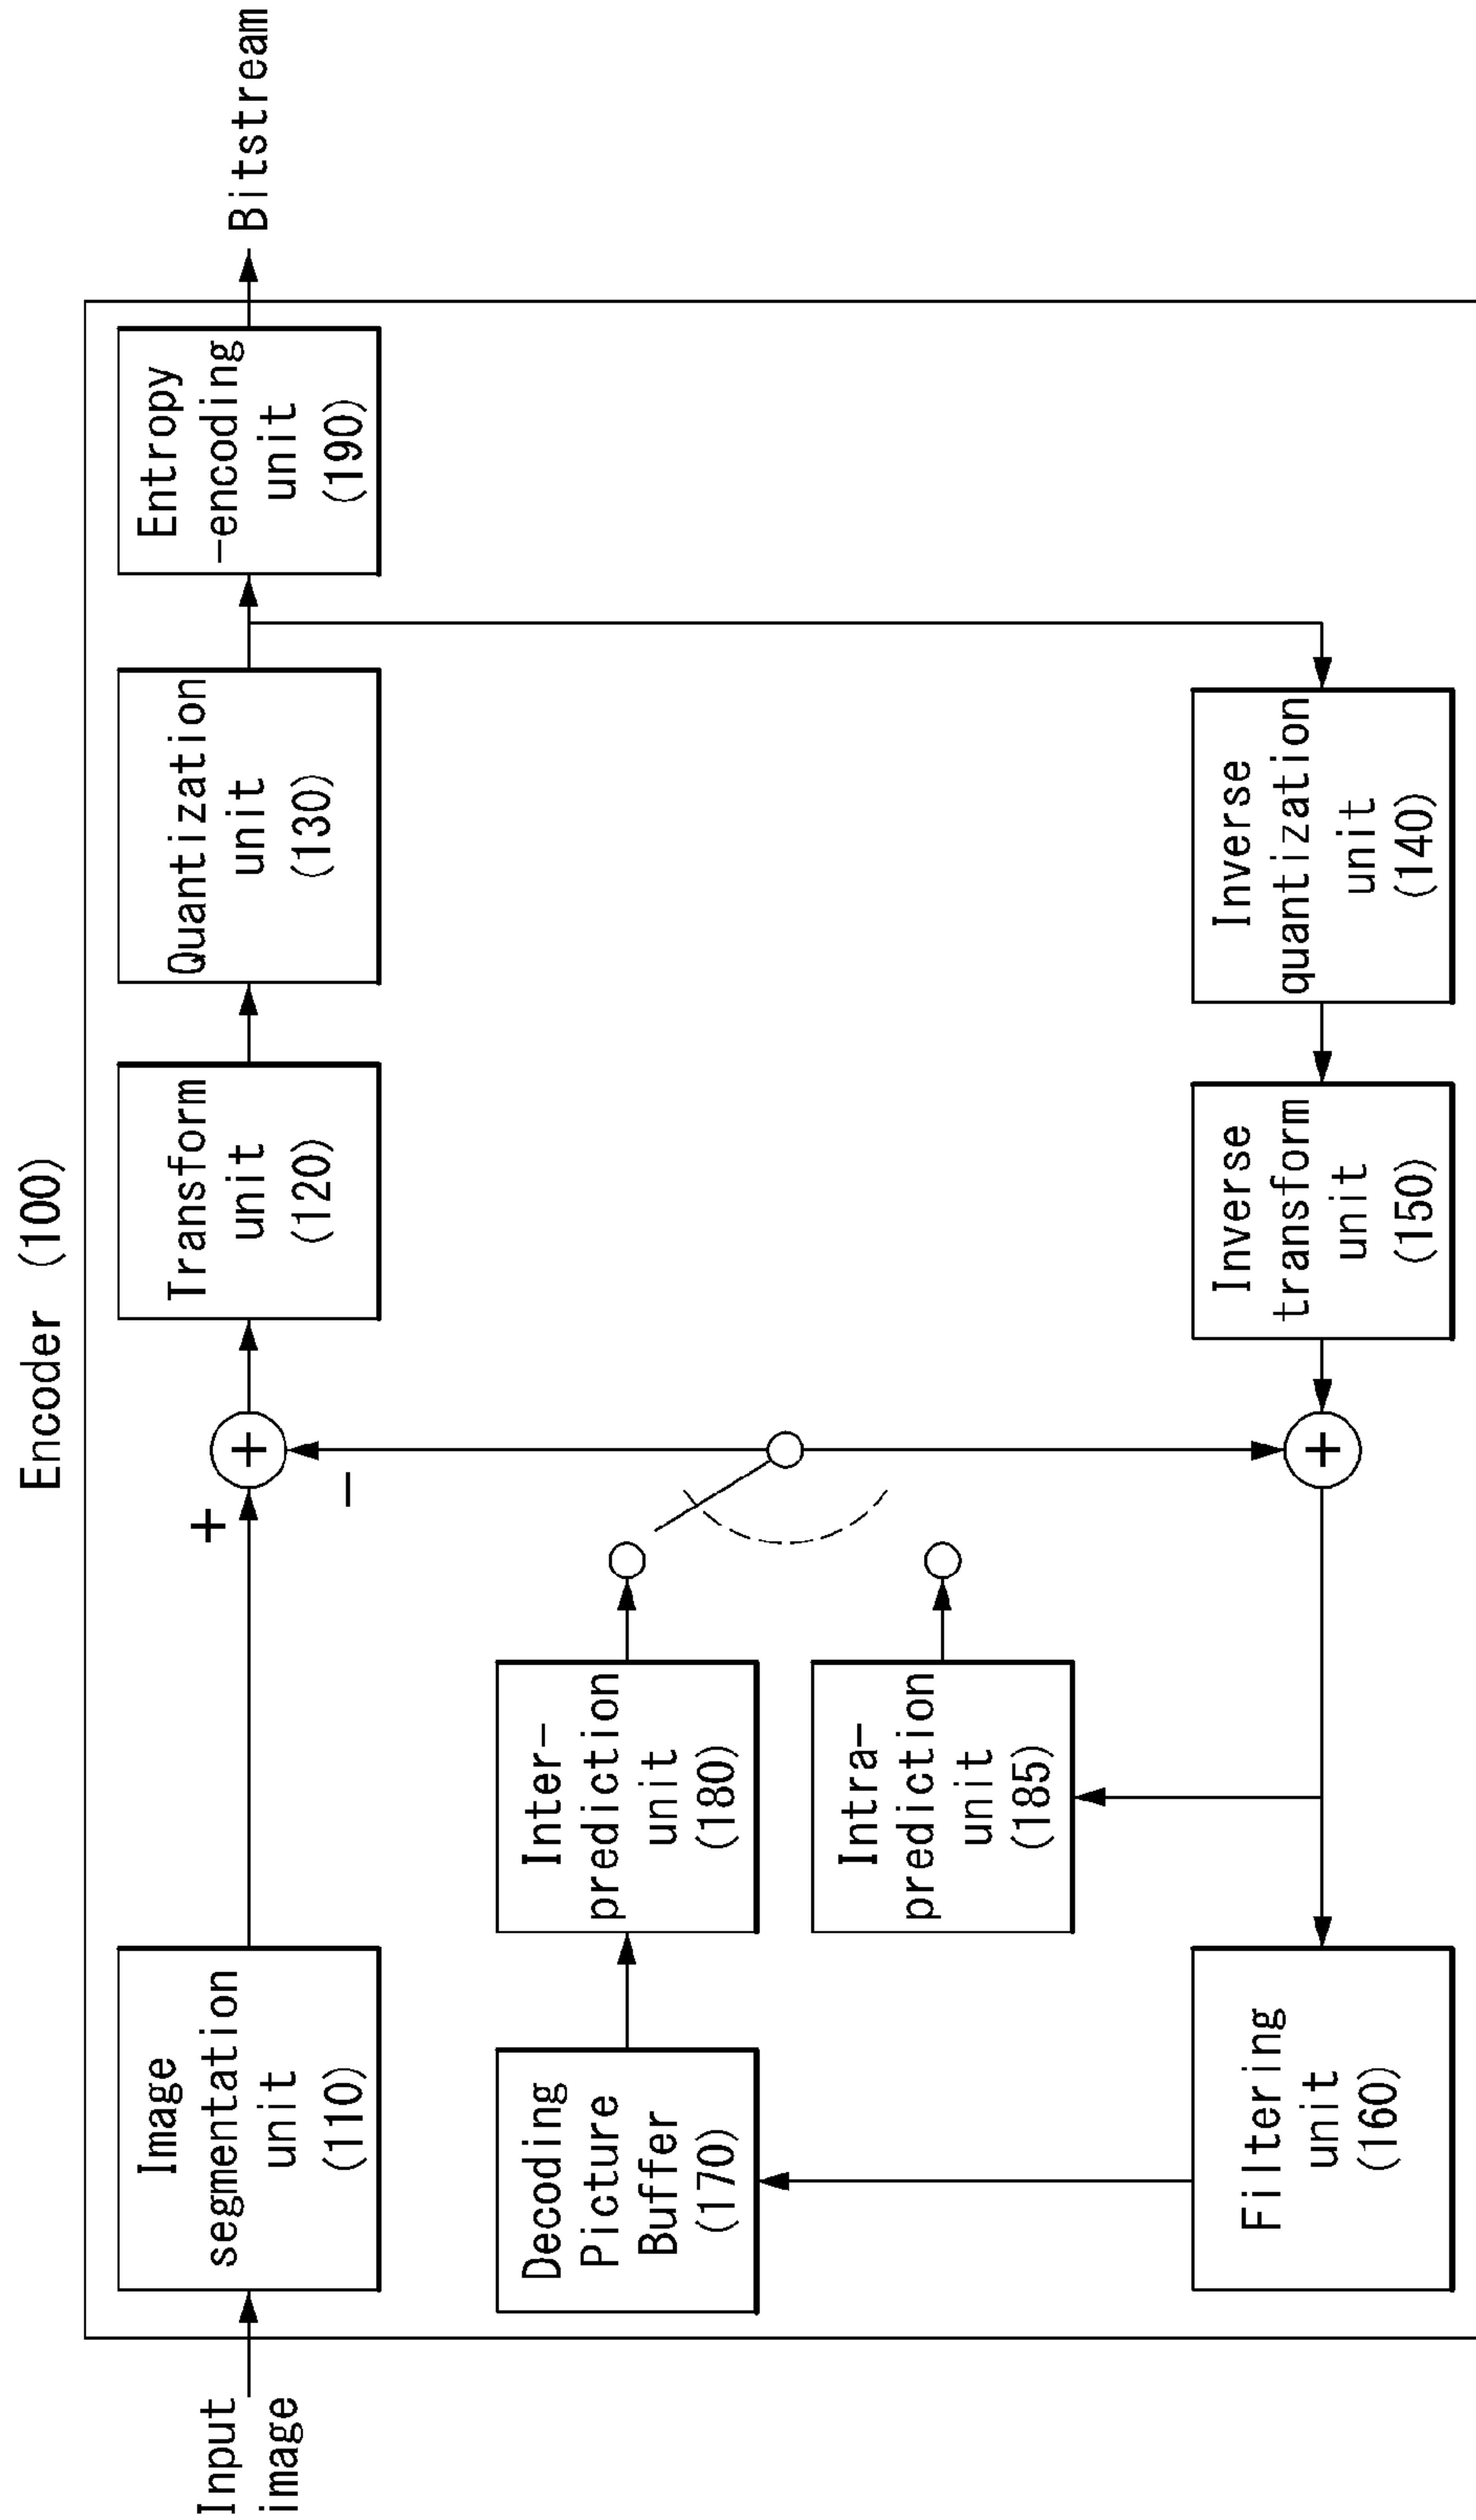 Encoder (100)
Input
image
Image
segmentation
unit
(110)
+
−
+
Transform
unit
(120)
Quantization
unit
(130)
Entropy
-encoding
unit
(190)
Bitstream
Decoding
Picture
Buffer
(170)
Inter-
prediction
unit
(180)
Intra-
prediction
unit
(185)
Filtering
unit
(160)
+
Inverse
transform
unit
(150)
Inverse
quantization
unit
(140)